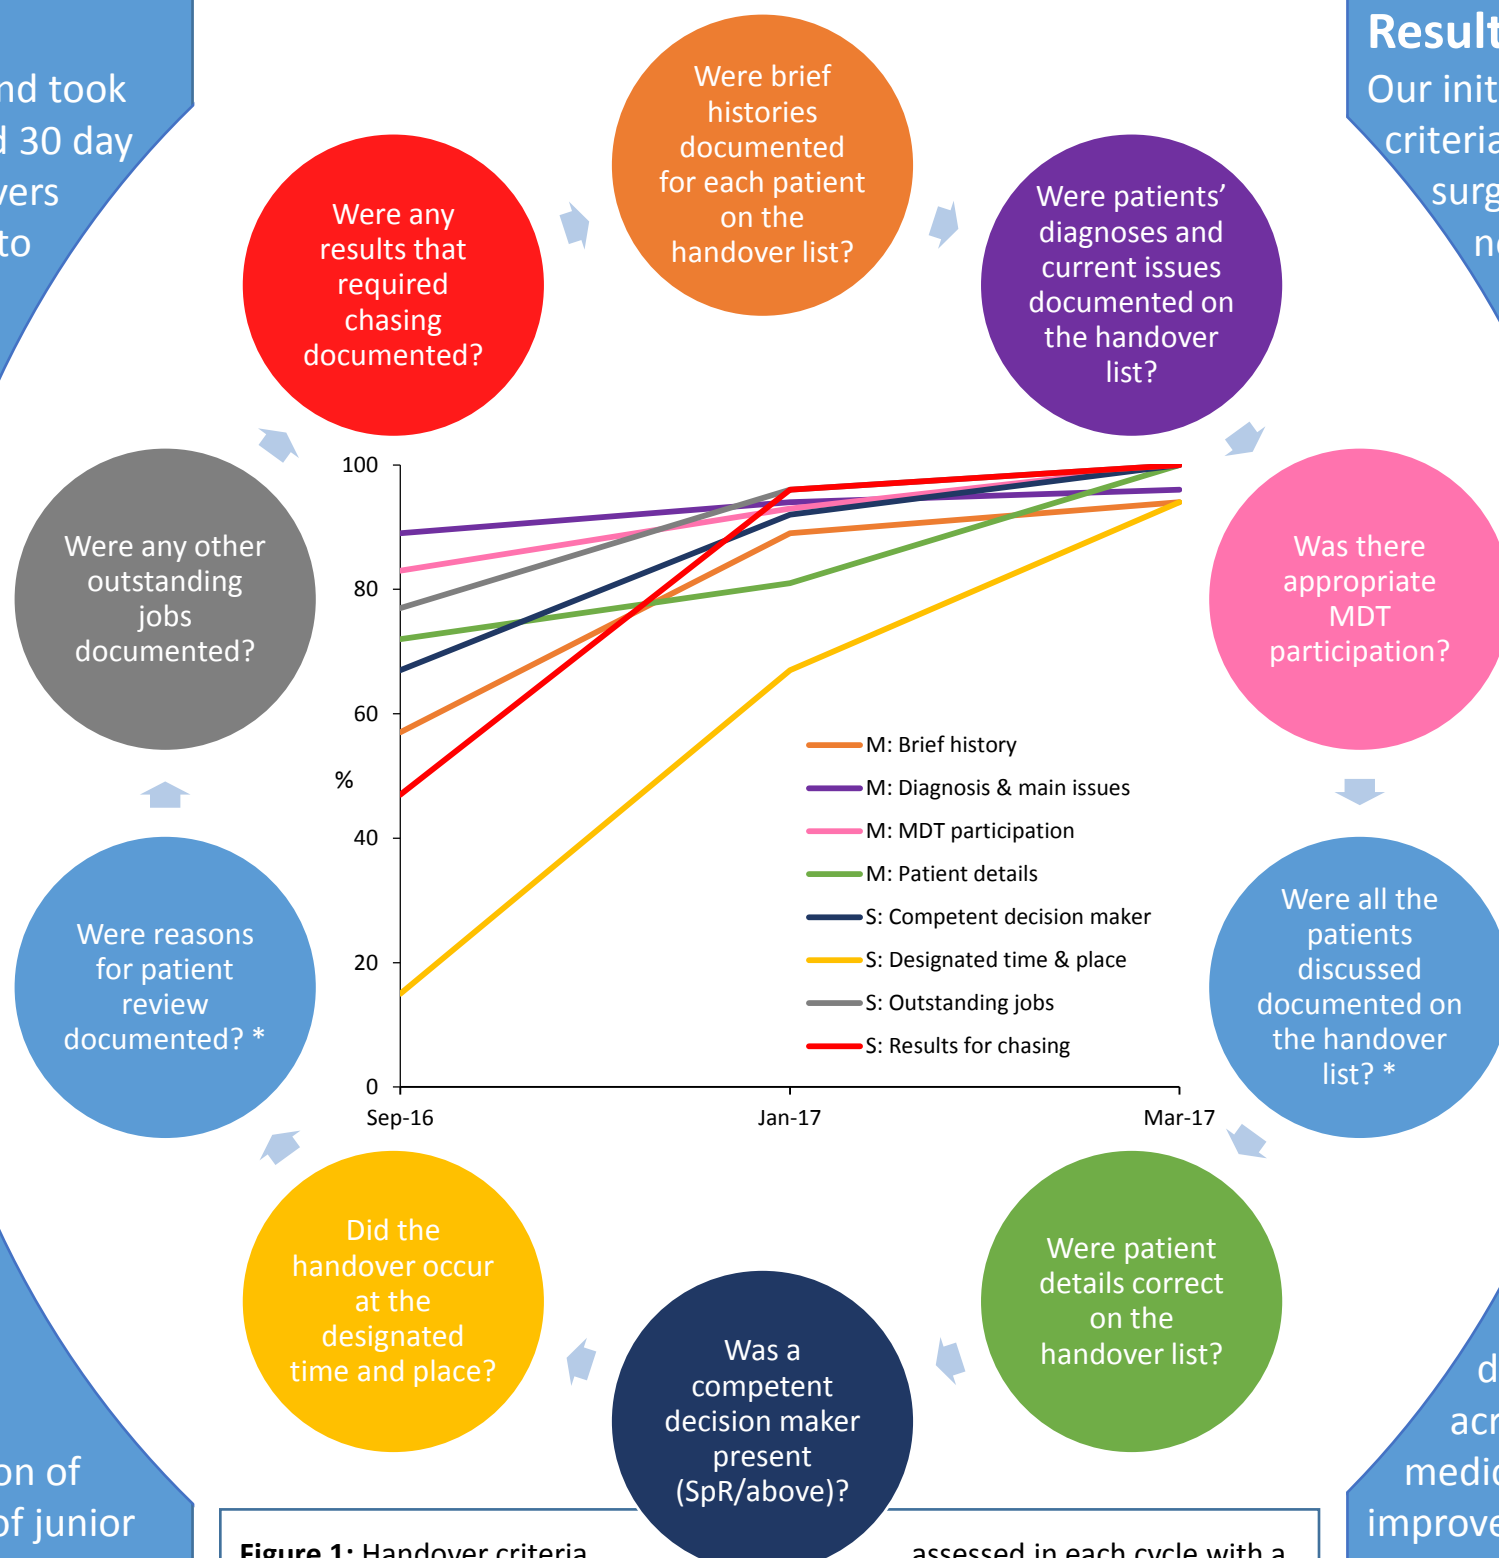 nd took
d 30 day
vers
to
Result
Our init
criteria
surg
n
Were brief
histories
documented
for each patient
on the
handover list?
Were patients’
diagnoses and
current issues
documented on
the handover
list?
Was there
appropriate
MDT
participation?
Were all the
patients
discussed
documented on
the handover
list? *
Were patient
details correct
on the
handover list?
Was a
competent
decision maker
present
(SpR/above)?
Did the
handover occur
at the
designated
time and place?
Were reasons
for patient
review
documented? *
Were any other
outstanding
jobs
documented?
Were any
results that
required
chasing
documented?
100
80
60
%
40
20
0
Sep-16
Jan-17
Mar-17
M: Brief history
M: Diagnosis & main issues
M: MDT participation
M: Patient details
S: Competent decision maker
S: Designated time & place
S: Outstanding jobs
S: Results for chasing
on of
of junior
d
acr
medic
improve
Figure 1: Handover criteria assessed in each cycle with a